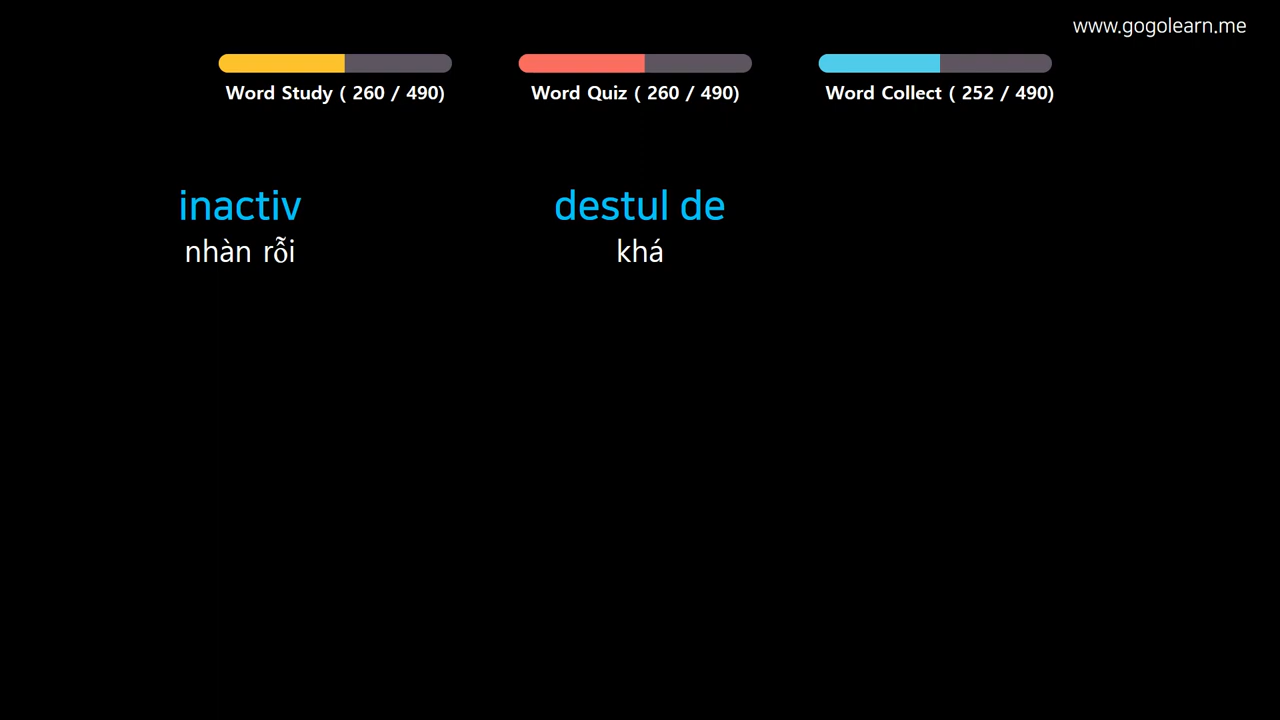 www.gogolearn.me
Word Study ( 260 / 490)
Word Quiz ( 260 / 490)
Word Collect ( 252 / 490)
inactiv
nhàn rỗi
destul de
khá